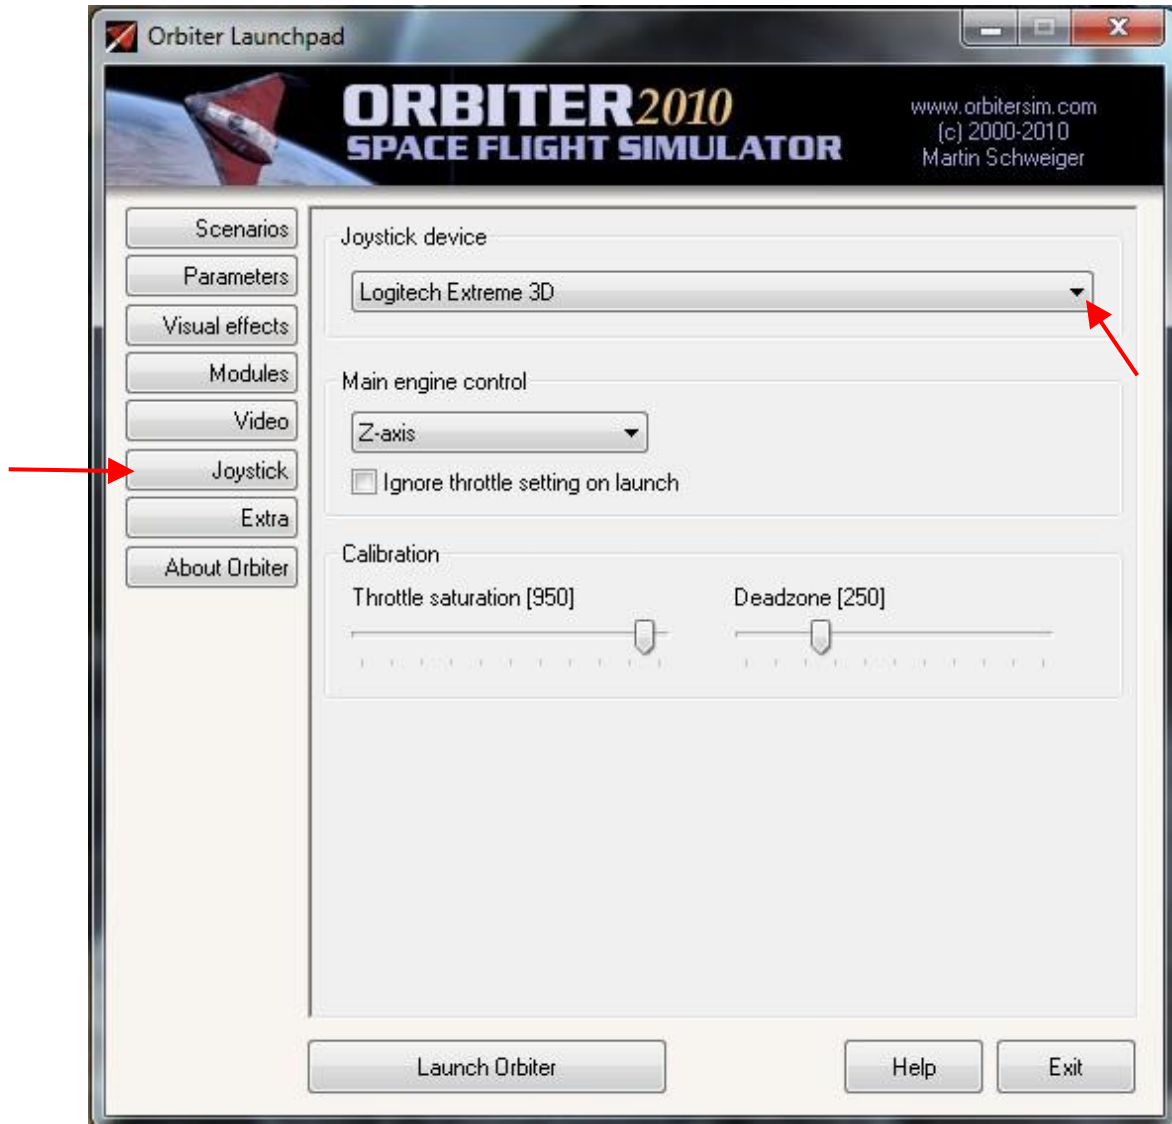 Orbiter Launchpad
ORBITER 2010
SPACE FLIGHT SIMULATOR
www.orbitersim.com
(c) 2000-2010
Martin Schweiger
Scenarios
Parameters
Visual effects
Modules
Video
Joystick
Extra
About Orbiter
Joystick device
Logitech Extreme 3D
Main engine control
Z-axis
Ignore throttle setting on launch
Calibration
Throttle saturation [950]
Deadzone [250]
Launch Orbiter
Help
Exit